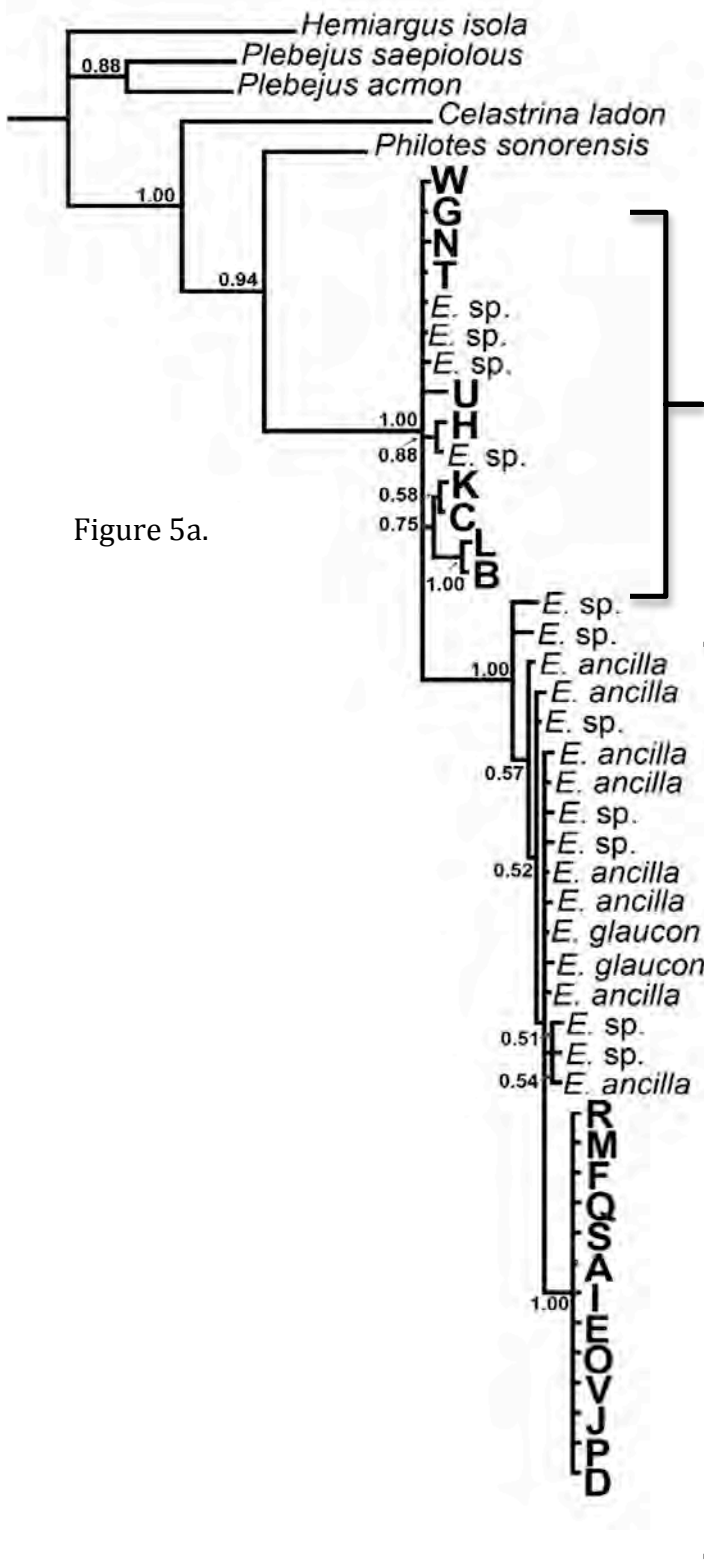 Hemiargus isola
0.88
Plebejus saepiolous
Plebejus acmon
Celastrina ladon
Philotes sonorensis
1.00
W
G
N
0.94
T
E. sp.
E. sp.
E. sp.
U
1.00
H
0.88
E. sp.
0.58
K
0.75
C
Figure 5a.
L
1.00
B
E. sp.
E. sp.
1.00
E. ancilla
E. ancilla
E. sp.
E. ancilla
0.57
E. ancilla
E. sp.
E. sp.
0.52
E. ancilla
E. ancilla
E. glaucon
E. glaucon
E. ancilla
E. sp.
0.51
E. sp.
0.54
E. ancilla
R
M
F
Q
S
A
1.00
I
E
O
V
J
P
D